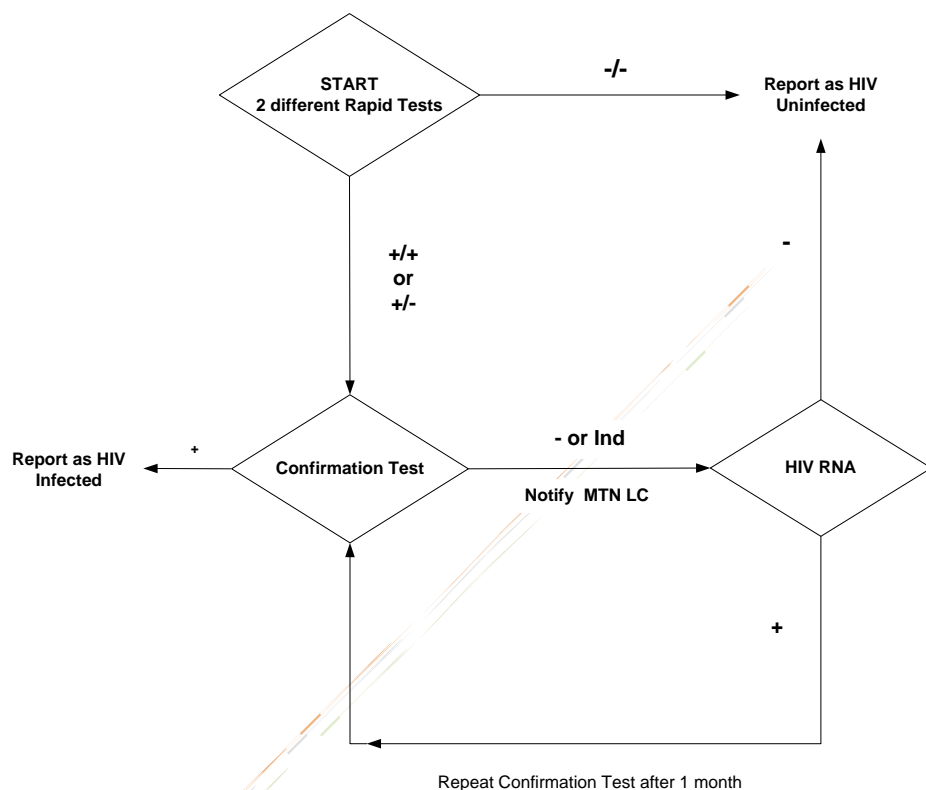 START
2 different Rapid Tests
-/-
Report as HIV
Uninfected
+/+
or
+/-
-
Report as HIV
Infected
+
Confirmation Test
- or Ind
Notify MTN LC
HIV RNA
+
Repeat Confirmation Test after 1 month